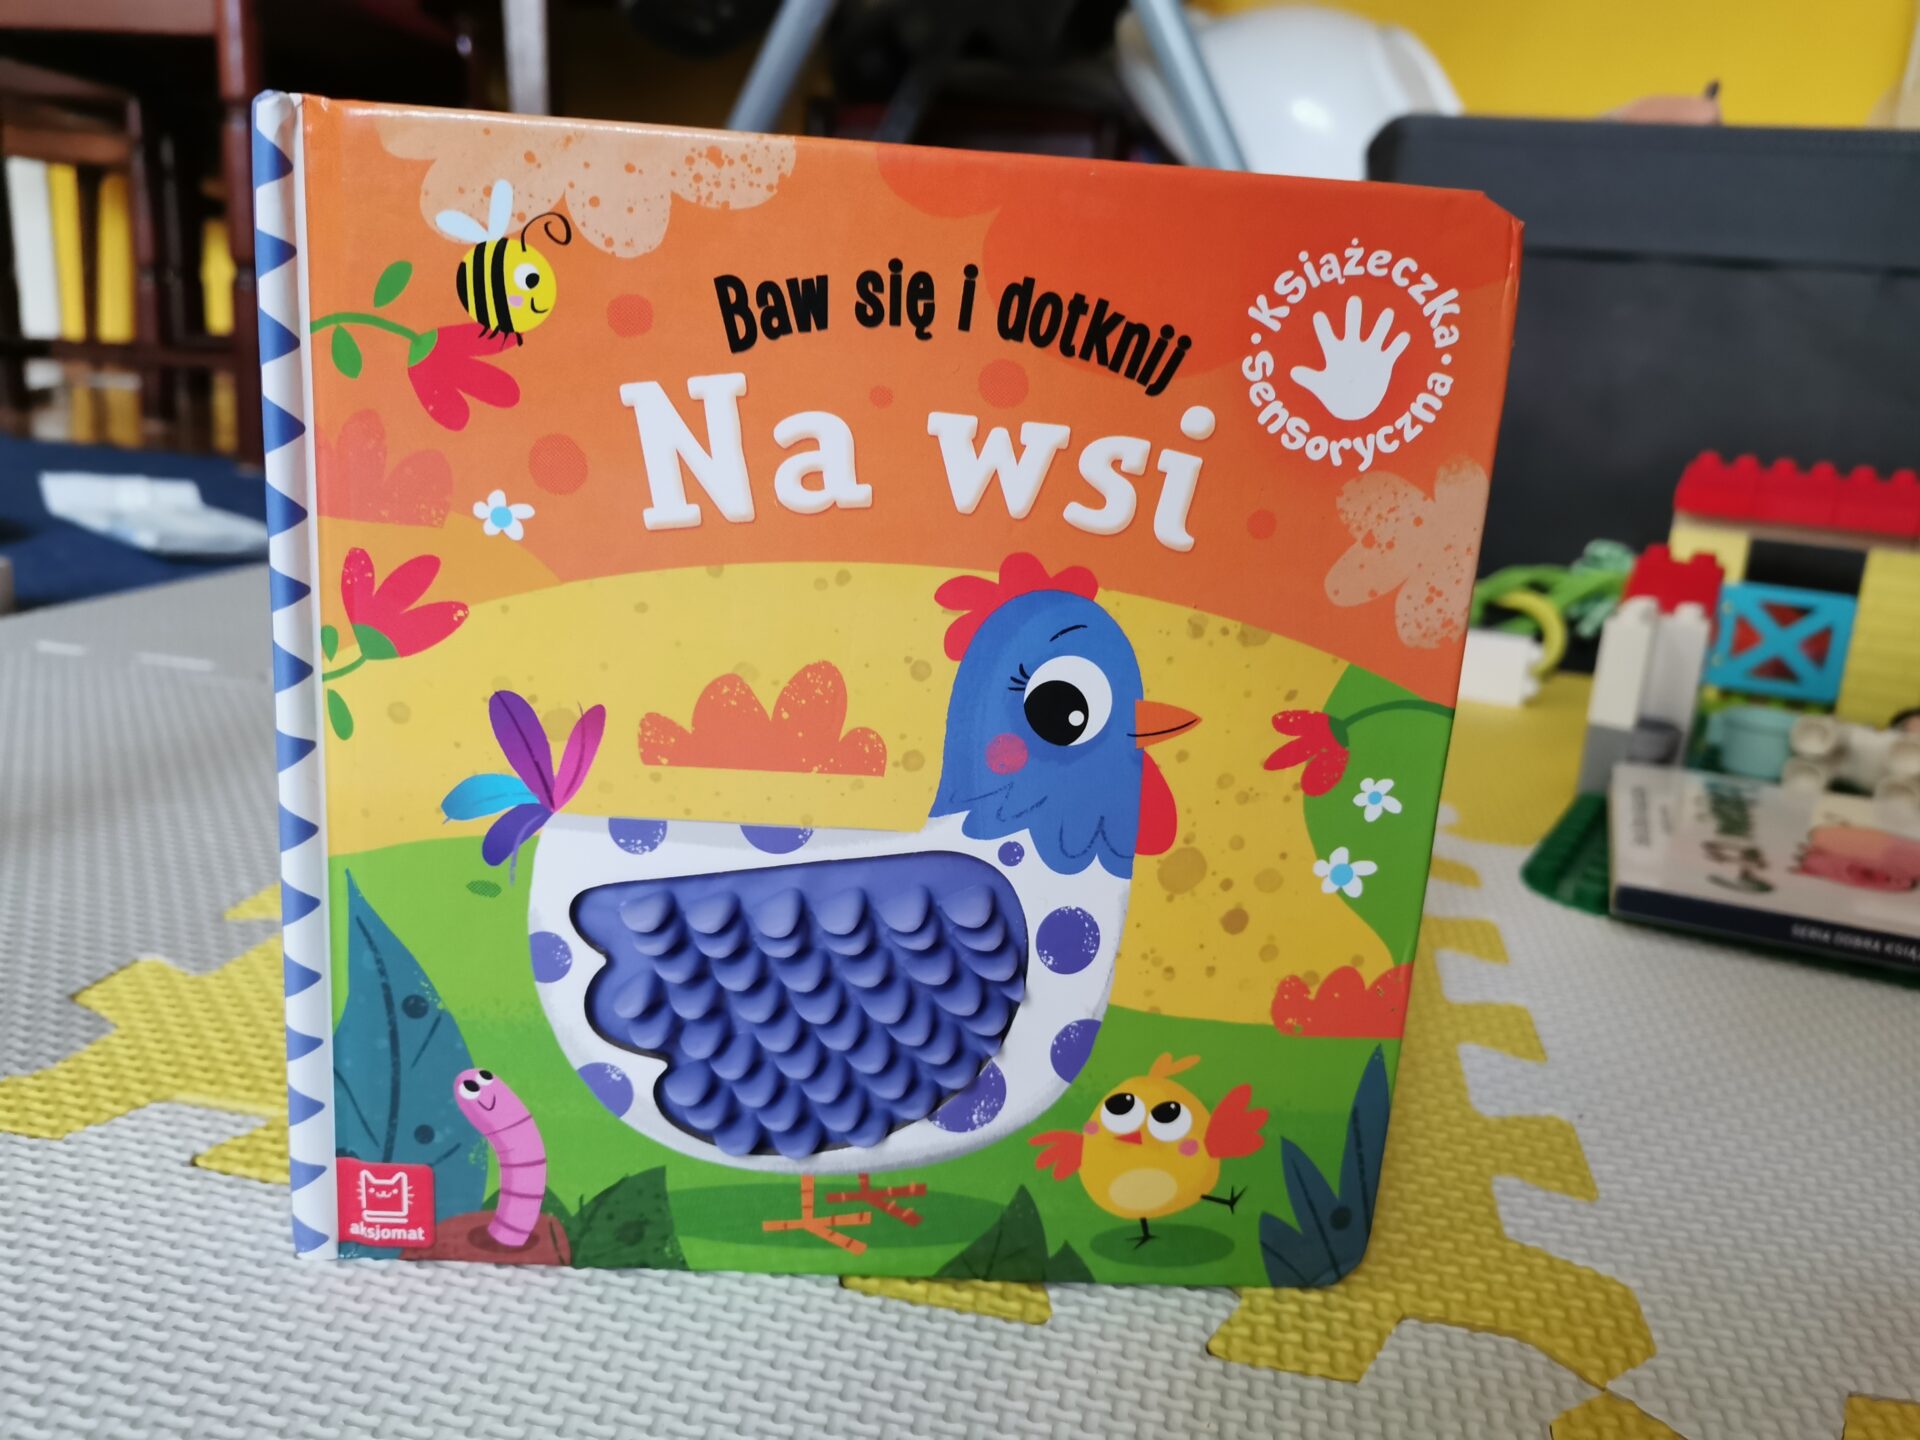 Baw się i dotknij
Na wsi
Książeczka
sensoryczna
aksjomat